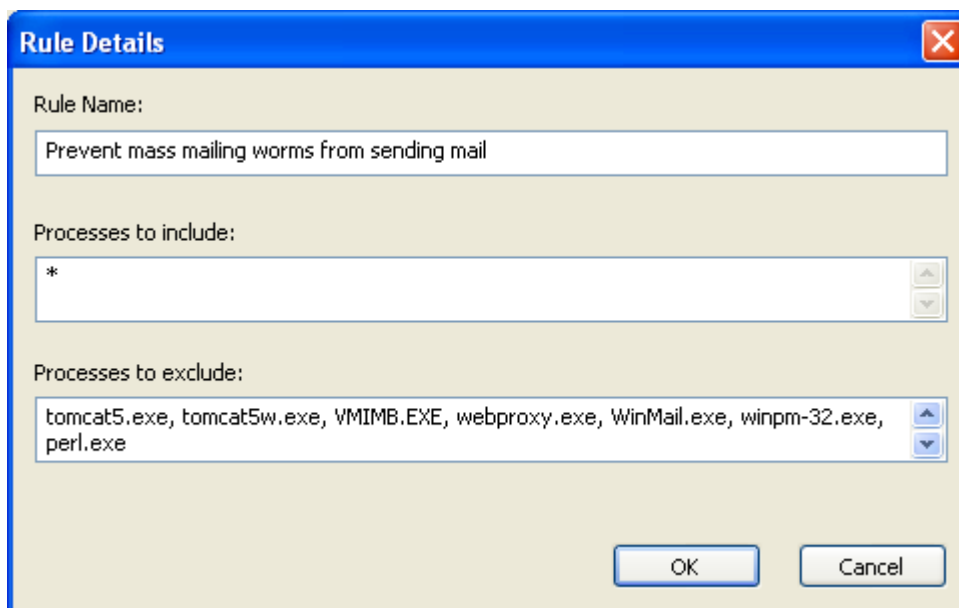 Rule Details
Rule Name:
Prevent mass mailing worms from sending mail
Processes to include:
*
Processes to exclude:
tomcat5.exe, tomcat5w.exe, VMIMB.EXE, webproxy.exe, WinMail.exe, winpm-32.exe,
perl.exe
OK
Cancel